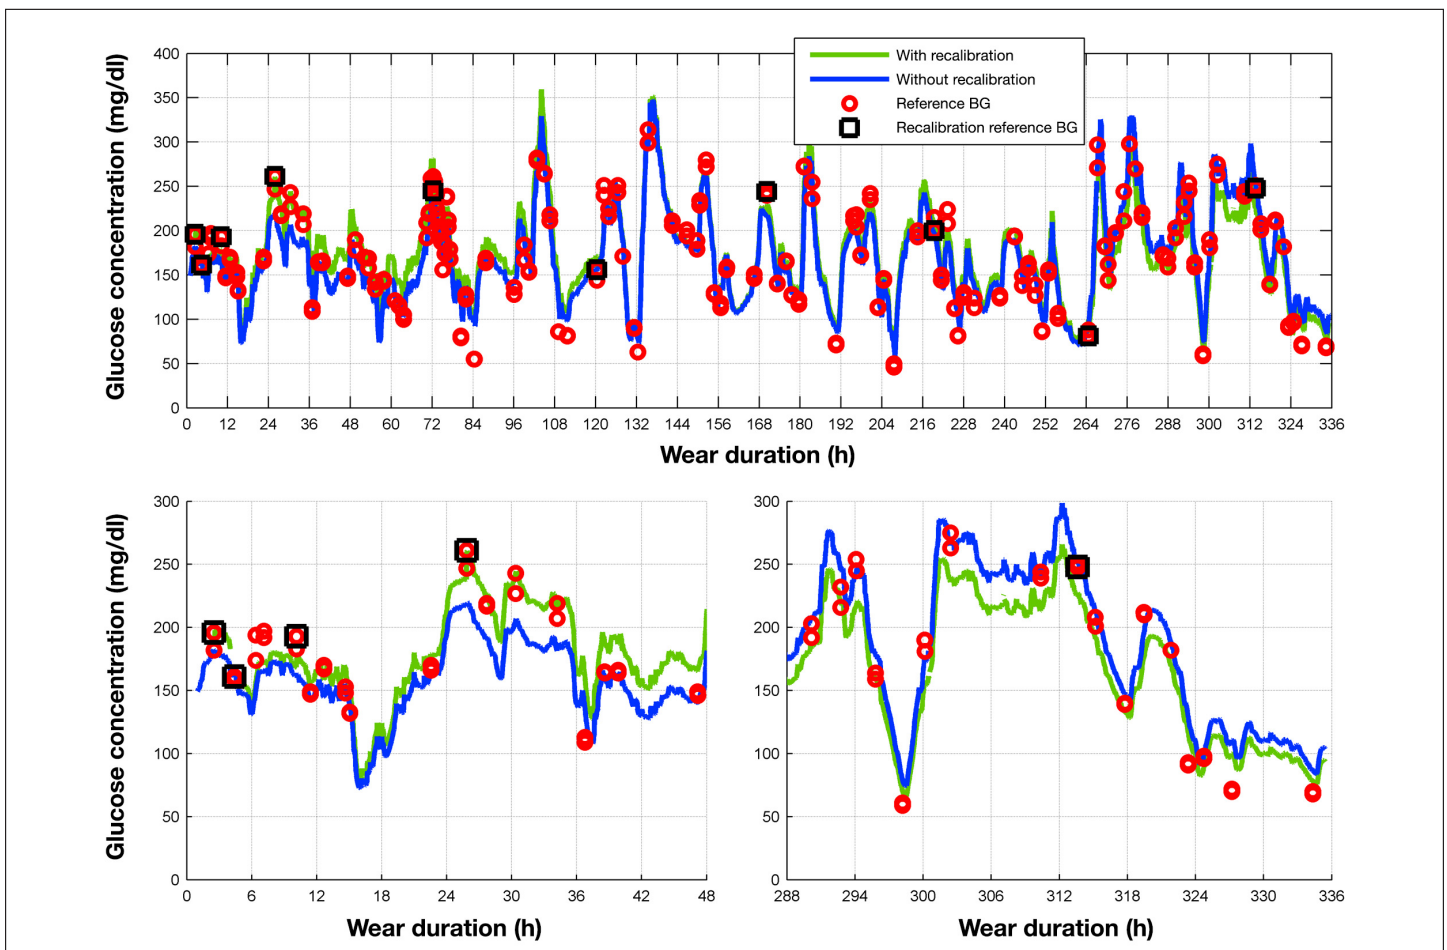 Glucose concentration (mg/dl)
400
350
300
250
200
150
100
50
0
With recalibration
Without recalibration
Reference BG
Recalibration reference BG
0 12 24 36 48 60 72 84 96 108 120 132 144 156 168 180 192 204 216 228 240 252 264 276 288 300 312 324 336
Wear duration (h)
Glucose concentration (mg/dl)
300
250
200
150
100
50
0
0 6 12 18 24 30 36 42 48
Wear duration (h)
300
250
200
150
100
50
0
288 294 300 306 312 318 324 330 336
Wear duration (h)